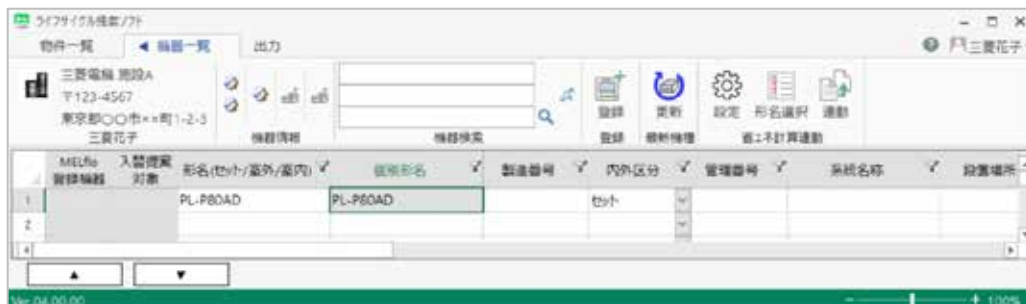 ライフサイクル提案ソフト
物件一覧
◀ 機器一覧
出力
三菱花子
三菱電機 施設A
〒123-4567
東京都○○市××町1-2-3
三菱花子
機器情報
機器検索
登録
登録
更新
最新機種
設定
形名選択
連動
省エネ計算連動
MELflo
登録機器
入替提案
対象
形名(セット/室外/室内)
個別形名
製造番号
内外区分
管理番号
系統名称
設置場所
1
PL-P80AD
PL-P80AD
セット
2
▲
▼
Ver.04.00.00
100%